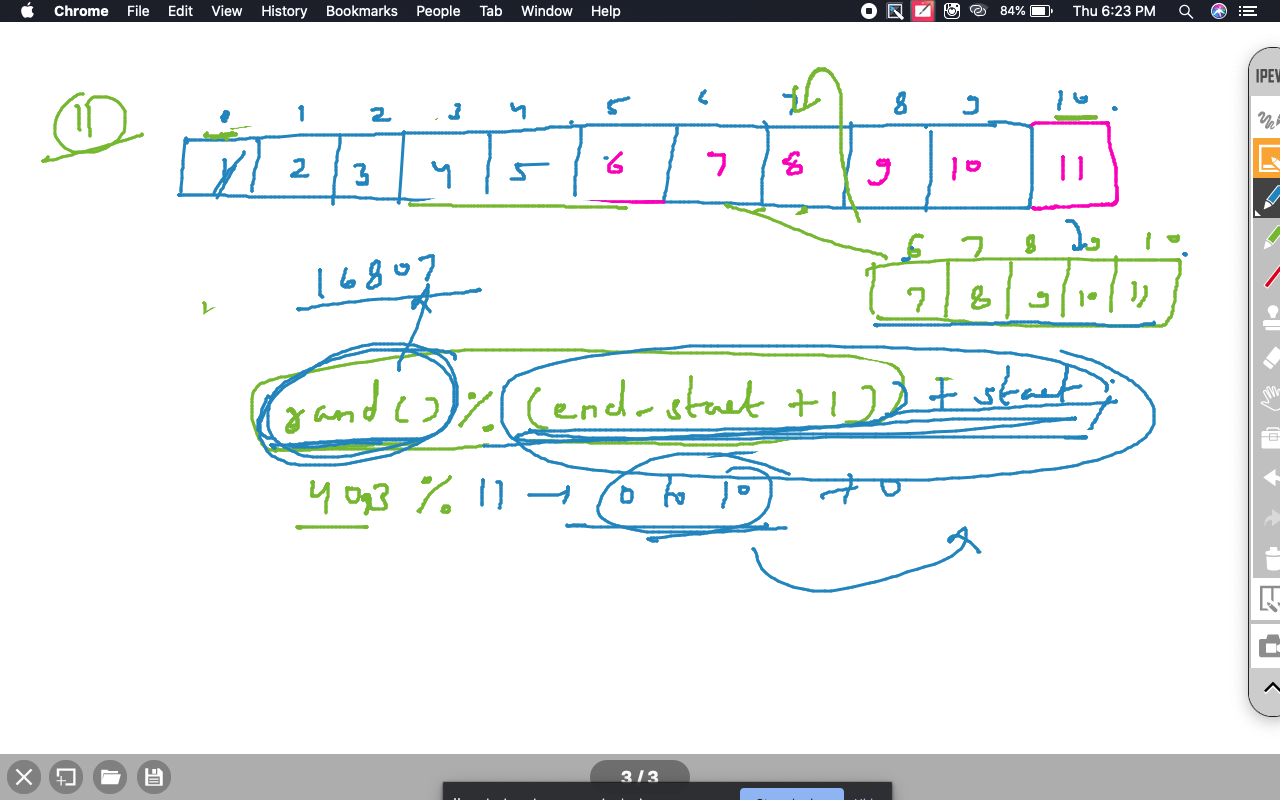 Chrome File Edit View History Bookmarks People Tab Window Help 84% Thu 6:23 PM
IPEV
11
0 1 2 3 4 5 6 7 8 9 10
1 2 3 4 5 6 7 8 9 10 11
6 7 8 9 10
7 8 9 10 11
16807
rand() % (end-start +1)) + start;
4093 % 11 → 0 to 10 + 0
3 / 3